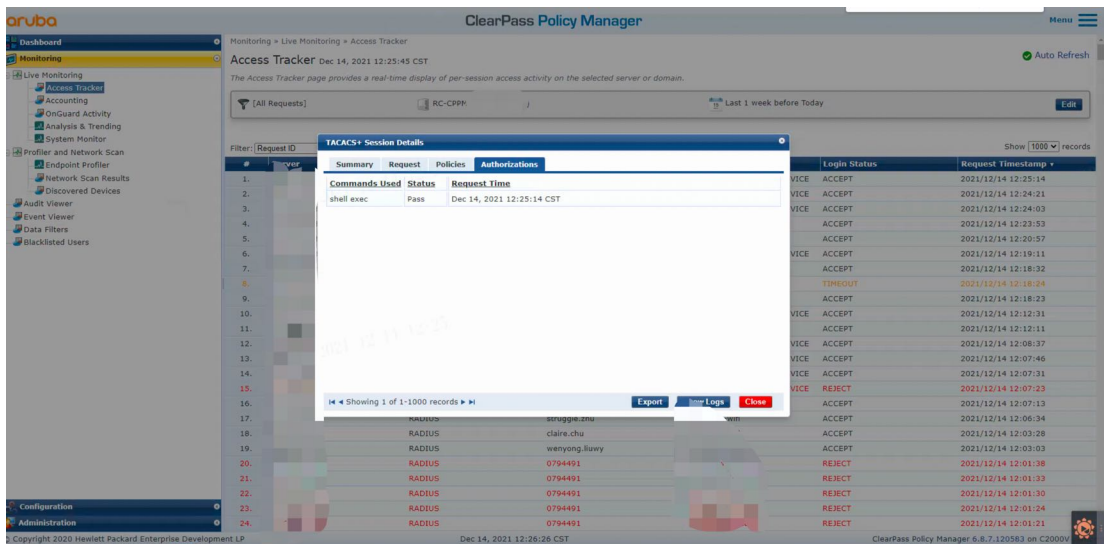 aruba
ClearPass Policy Manager
Menu
Dashboard
Monitoring
Live Monitoring
Access Tracker
Accounting
OnGuard Activity
Analysis & Trending
System Monitor
Profiler and Network Scan
Endpoint Profiler
Network Scan Results
Discovered Devices
Audit Viewer
Event Viewer
Data Filters
Blacklisted Users
Configuration
Administration
Monitoring » Live Monitoring » Access Tracker
Access Tracker Dec 14, 2021 12:25:45 CST
Auto Refresh
The Access Tracker page provides a real-time display of per-session access activity on the selected server or domain.
[All Requests]
RC-CPPM
)
Last 1 week before Today
Edit
Filter: Request ID
Show 1000 records
TACACS+ Session Details
Summary Request Policies Authorizations
Commands Used Status Request Time
shell exec Pass Dec 14, 2021 12:25:14 CST
Showing 1 of 1-1000 records
Export Logs Close
# Server Login Status Request Timestamp
1. VICE ACCEPT 2021/12/14 12:25:14
2. VICE ACCEPT 2021/12/14 12:24:21
3. VICE ACCEPT 2021/12/14 12:24:03
4. ACCEPT 2021/12/14 12:23:53
5. ACCEPT 2021/12/14 12:20:57
6. VICE ACCEPT 2021/12/14 12:19:11
7. ACCEPT 2021/12/14 12:18:32
8. TIMEOUT 2021/12/14 12:18:24
9. ACCEPT 2021/12/14 12:18:23
10. VICE ACCEPT 2021/12/14 12:12:31
11. ACCEPT 2021/12/14 12:12:11
12. VICE ACCEPT 2021/12/14 12:08:37
13. VICE ACCEPT 2021/12/14 12:07:46
14. VICE ACCEPT 2021/12/14 12:07:31
15. VICE REJECT 2021/12/14 12:07:23
16. ACCEPT 2021/12/14 12:07:13
17. RADIUS struggle.zhu win ACCEPT 2021/12/14 12:06:34
18. RADIUS claire.chu ACCEPT 2021/12/14 12:03:28
19. RADIUS wenyong.liuwy ACCEPT 2021/12/14 12:03:03
20. RADIUS 0794491 REJECT 2021/12/14 12:01:38
21. RADIUS 0794491 REJECT 2021/12/14 12:01:33
22. RADIUS 0794491 REJECT 2021/12/14 12:01:30
23. RADIUS 0794491 REJECT 2021/12/14 12:01:24
24. RADIUS 0794491 REJECT 2021/12/14 12:01:21
Copyright 2020 Hewlett Packard Enterprise Development LP
Dec 14, 2021 12:26:26 CST
ClearPass Policy Manager 6.8.7.120583 on C2000V